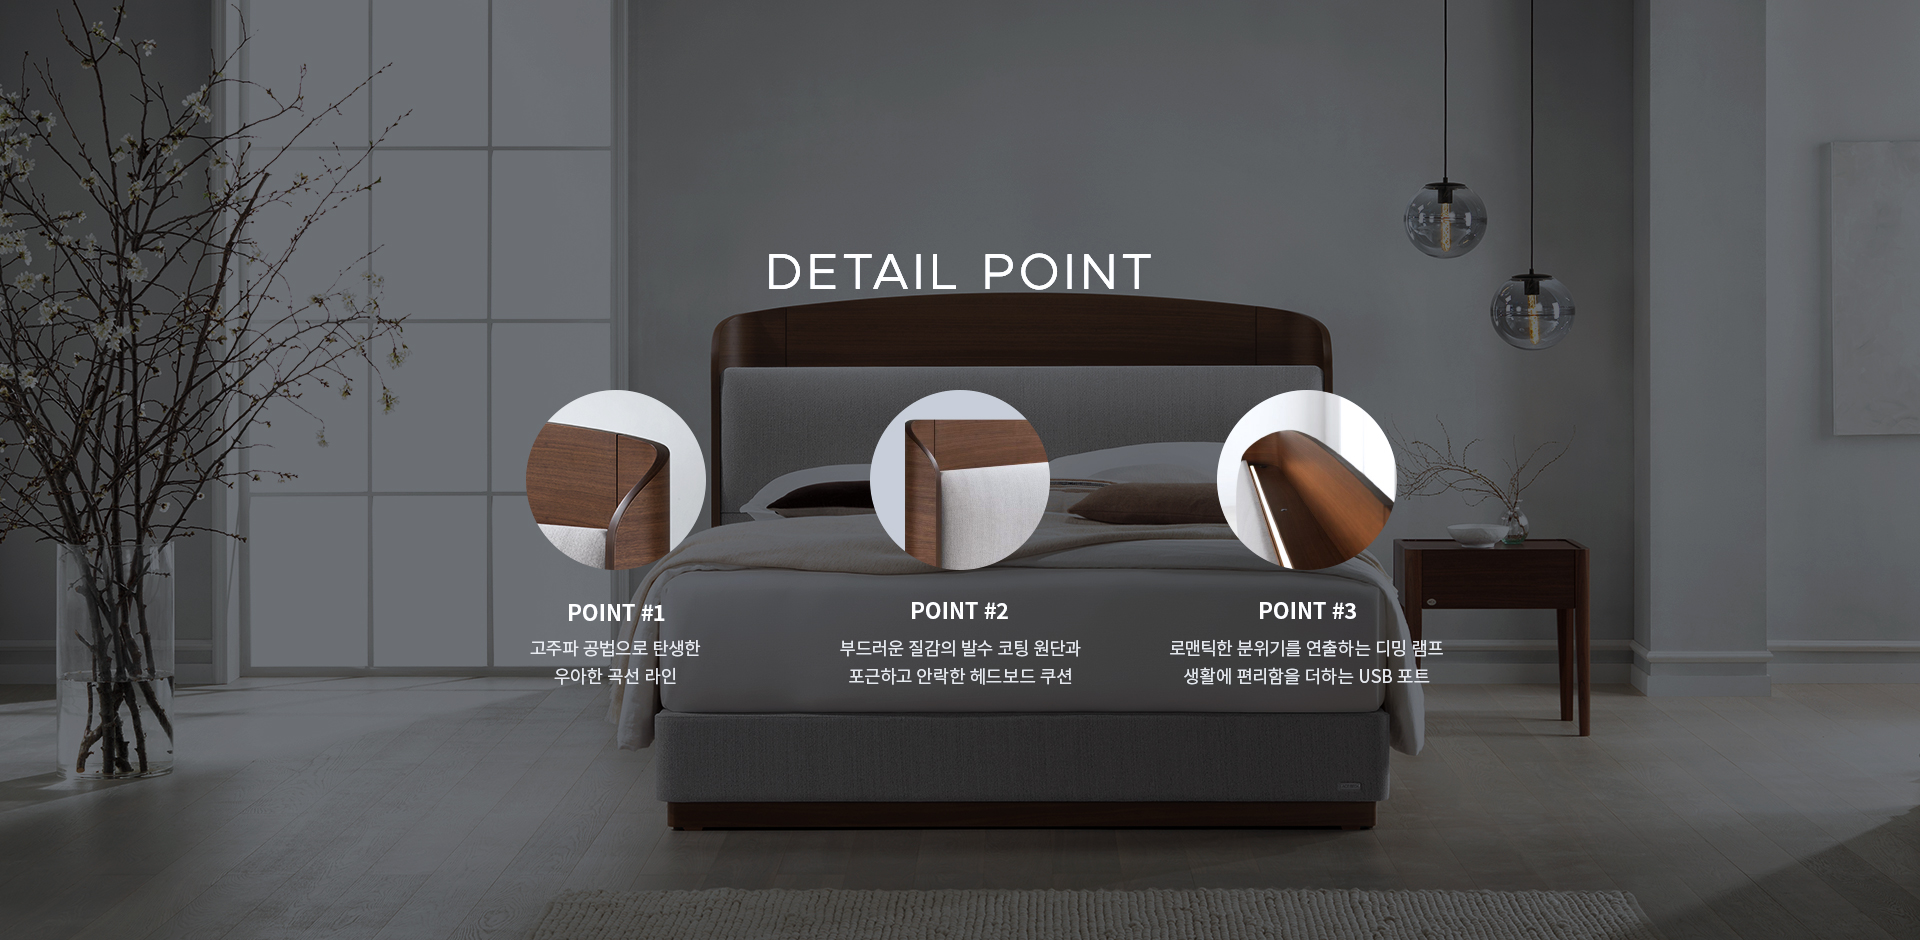 DETAIL POINT
POINT #1
고주파 공법으로 탄생한
우아한 곡선 라인
POINT #2
부드러운 질감의 발수 코팅 원단과
포근하고 안락한 헤드보드 쿠션
POINT #3
로맨틱한 분위기를 연출하는 디밍 램프
생활에 편리함을 더하는 USB 포트